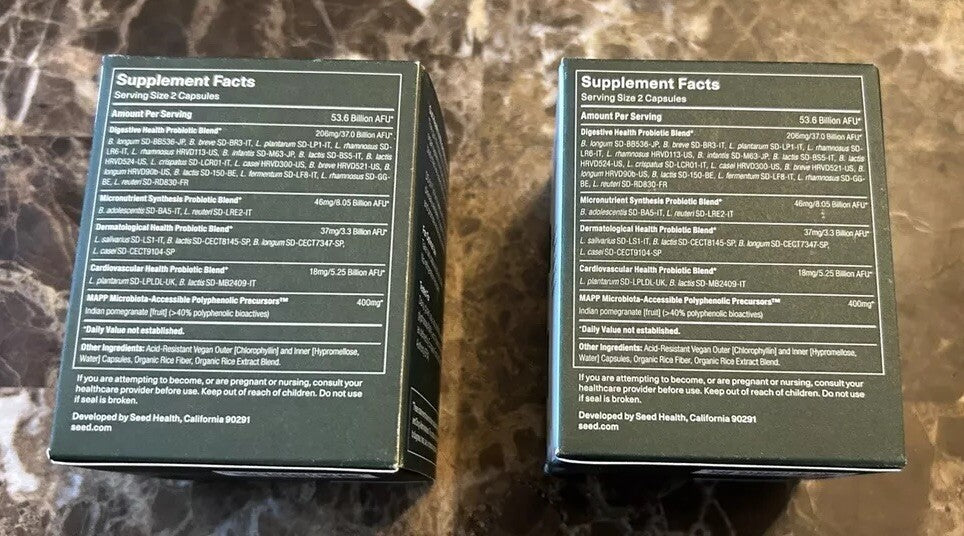 Supplement Facts
Serving Size 2 Capsules
Amount Per Serving 53.6 Billion AFU*
Digestive Health Probiotic Blend* 206mg/37.0 Billion AFU*
B. longum SD-BB536-JP, B. breve SD-BR3-IT, L. plantarum SD-LP1-IT, L. rhamnosus SD-
LR6-IT, L. rhamnosus HRVD113-US, B. infantis SD-M63-JP, B. lactis SD-BS5-IT, B. lactis
HRVD524-US, L. crispatus SD-LCR01-IT, L. casei HRVD300-US, B. breve HRVD521-US, B.
longum HRVD90b-US, B. lactis SD-150-BE, L. fermentum SD-LF8-IT, L. rhamnosus SD-GG-
BE, L. reuteri SD-RD830-FR
Micronutrient Synthesis Probiotic Blend* 46mg/8.05 Billion AFU*
B. adolescentis SD-BA5-IT, L. reuteri SD-LRE2-IT
Dermatological Health Probiotic Blend* 37mg/3.3 Billion AFU*
L. salivarius SD-LS1-IT, B. lactis SD-CECT8145-SP, B. longum SD-CECT7347-SP,
L. casei SD-CECT9104-SP
Cardiovascular Health Probiotic Blend* 18mg/5.25 Billion AFU*
L. plantarum SD-LPLDL-UK, B. lactis SD-MB2409-IT
MAPP Microbiota-Accessible Polyphenolic Precursors™* 400mg*
Indian pomegranate [fruit] (>40% polyphenolic bioactives)
*Daily Value not established.
Other Ingredients: Acid-Resistant Vegan Outer [Chlorophyllin] and Inner [Hypromellose,
Water] Capsules, Organic Rice Fiber, Organic Rice Extract Blend.
If you are attempting to become, or are pregnant or nursing, consult your
healthcare provider before use. Keep out of reach of children. Do not use
if seal is broken.
Developed by Seed Health, California 90291
seed.com
Supplement Facts
Serving Size 2 Capsules
Amount Per Serving 53.6 Billion AFU*
Digestive Health Probiotic Blend* 206mg/37.0 Billion AFU*
B. longum SD-BB536-JP, B. breve SD-BR3-IT, L. plantarum SD-LP1-IT, L. rhamnosus SD-
LR6-IT, L. rhamnosus HRVD113-US, B. infantis SD-M63-JP, B. lactis SD-BS5-IT, B. lactis
HRVD524-US, L. crispatus SD-LCR01-IT, L. casei HRVD300-US, B. breve HRVD521-US, B.
longum HRVD90b-US, B. lactis SD-150-BE, L. fermentum SD-LF8-IT, L. rhamnosus SD-GG-
BE, L. reuteri SD-RD830-FR
Micronutrient Synthesis Probiotic Blend* 46mg/8.05 Billion AFU*
B. adolescentis SD-BA5-IT, L. reuteri SD-LRE2-IT
Dermatological Health Probiotic Blend* 37mg/3.3 Billion AFU*
L. salivarius SD-LS1-IT, B. lactis SD-CECT8145-SP, B. longum SD-CECT7347-SP,
L. casei SD-CECT9104-SP
Cardiovascular Health Probiotic Blend* 18mg/5.25 Billion AFU*
L. plantarum SD-LPLDL-UK, B. lactis SD-MB2409-IT
MAPP Microbiota-Accessible Polyphenolic Precursors™* 400mg*
Indian pomegranate [fruit] (>40% polyphenolic bioactives)
*Daily Value not established.
Other Ingredients: Acid-Resistant Vegan Outer [Chlorophyllin] and Inner [Hypromellose,
Water] Capsules, Organic Rice Fiber, Organic Rice Extract Blend.
If you are attempting to become, or are pregnant or nursing, consult your
healthcare provider before use. Keep out of reach of children. Do not use
if seal is broken.
Developed by Seed Health, California 90291
seed.com